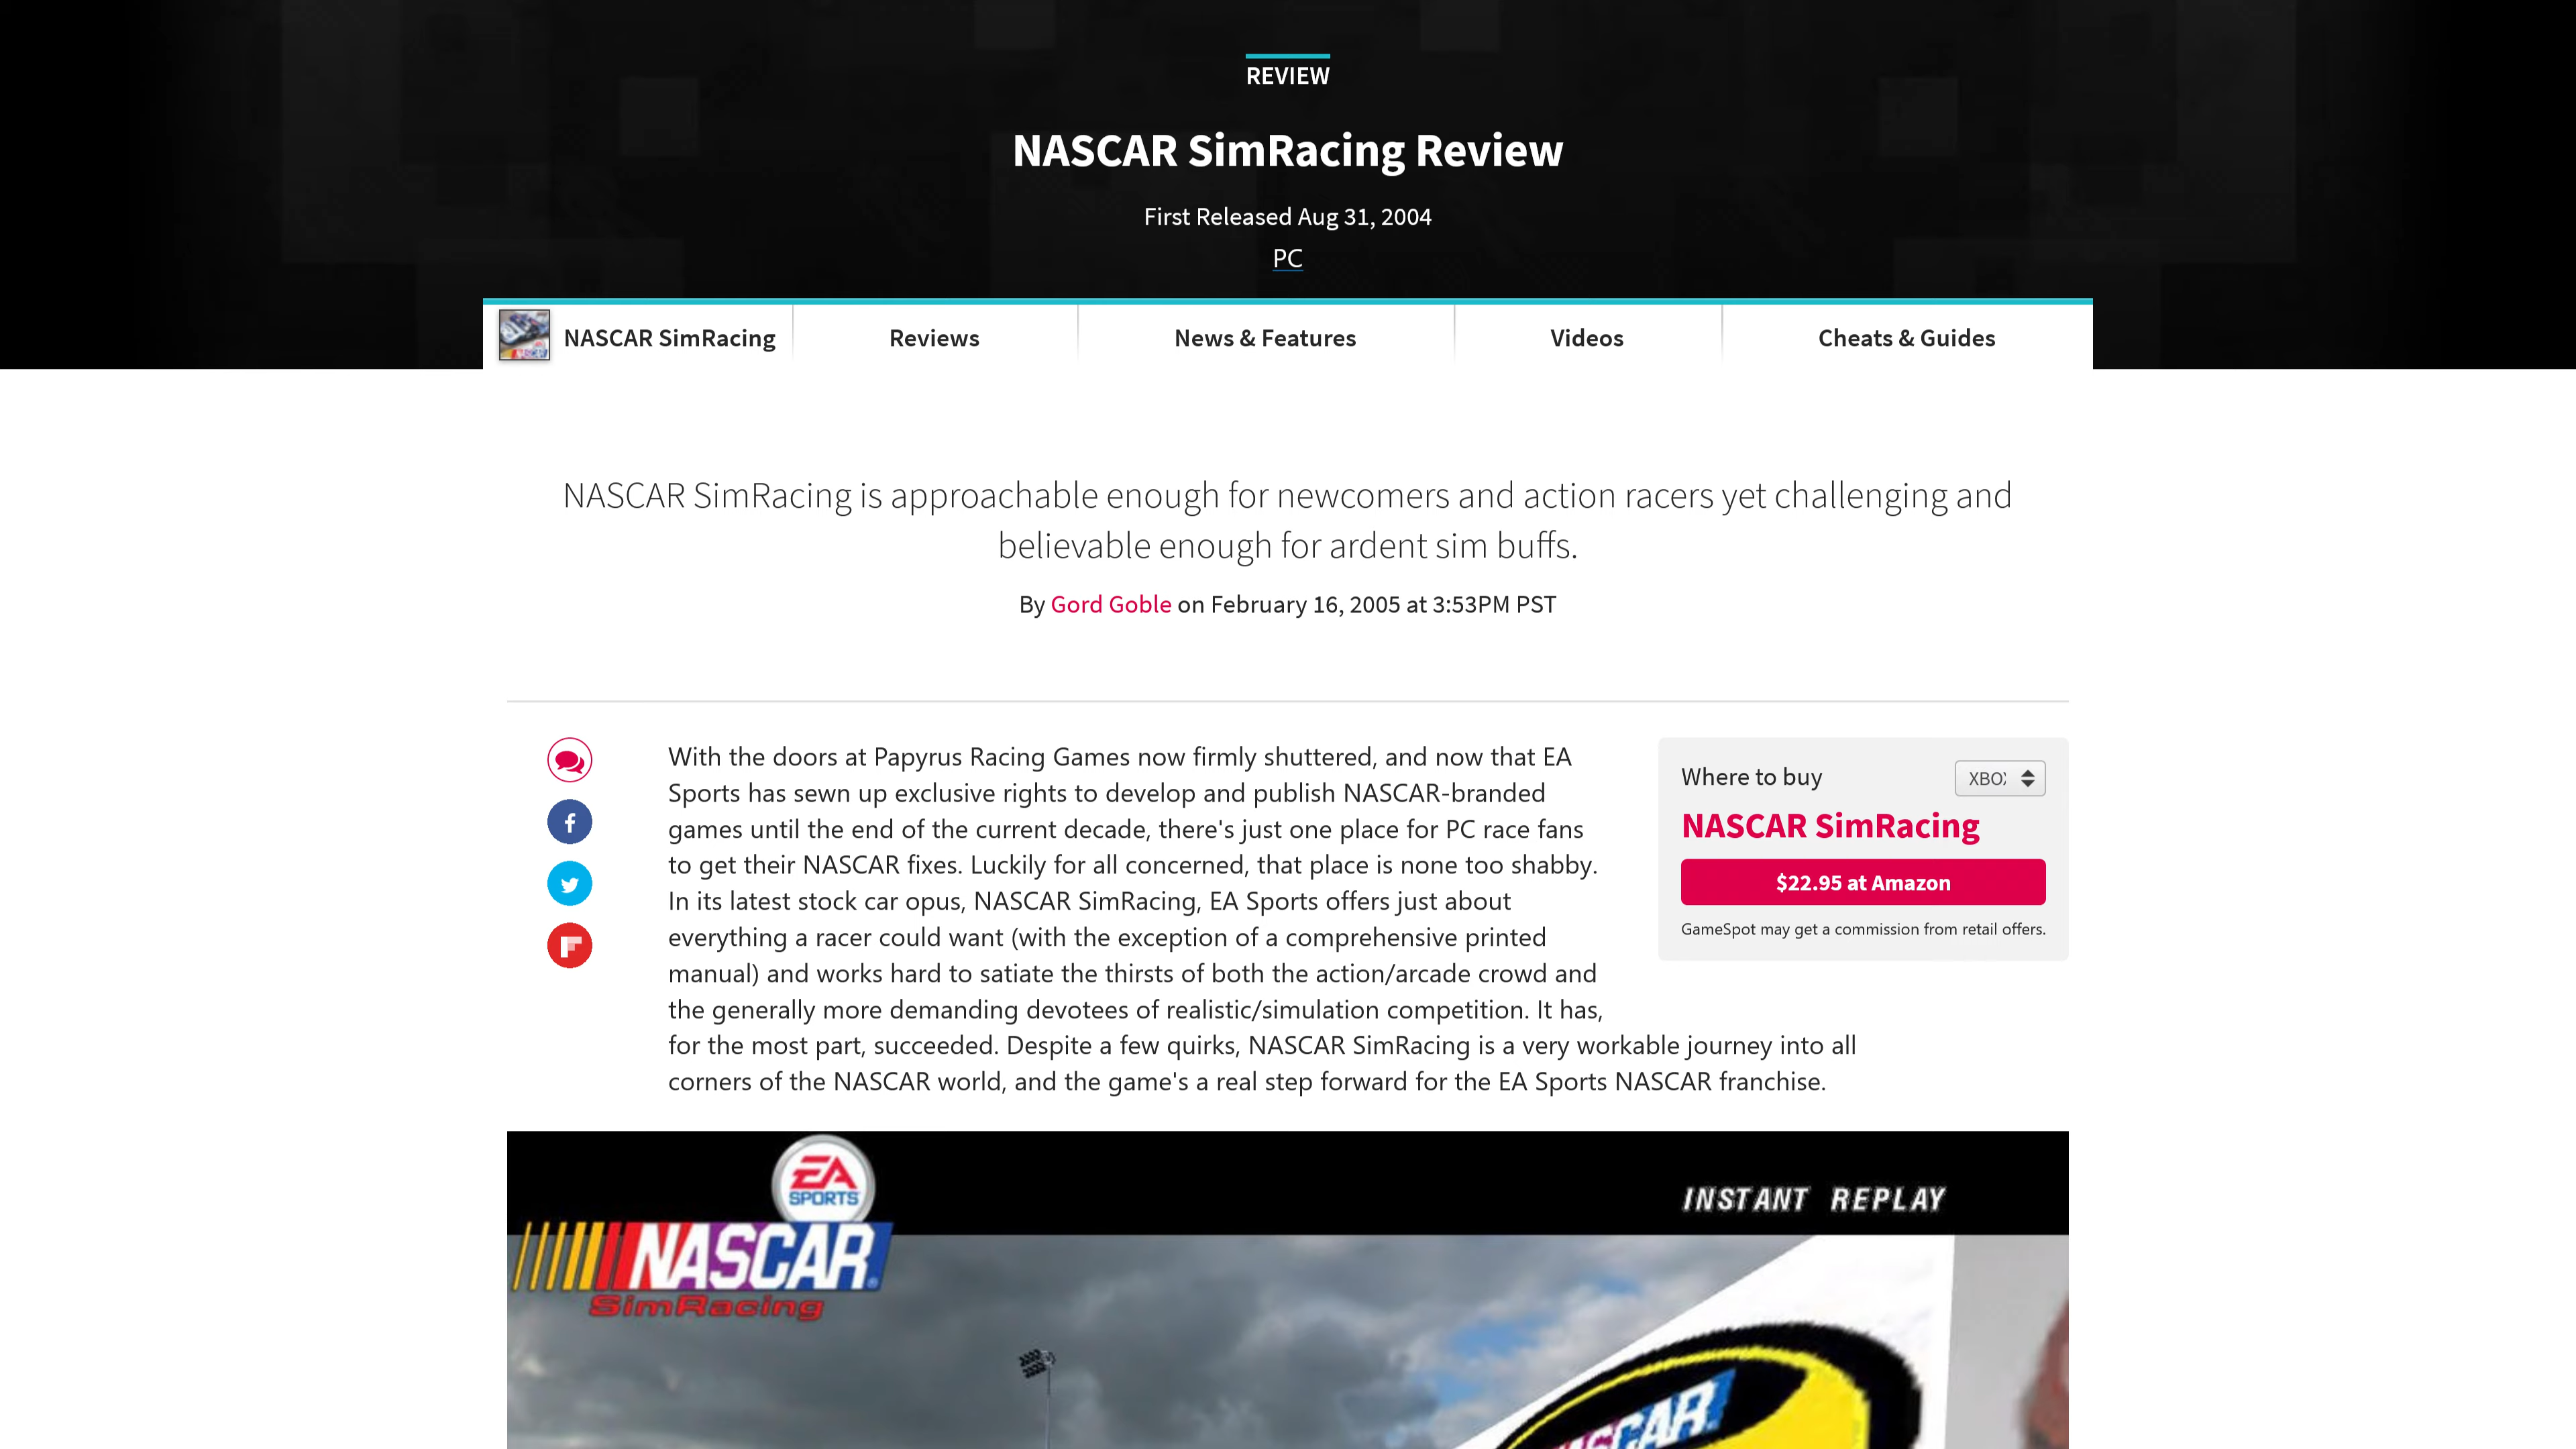 REVIEW
NASCAR SimRacing Review
First Released Aug 31, 2004
PC
NASCAR SimRacing
Reviews
News & Features
Videos
Cheats & Guides
NASCAR SimRacing is approachable enough for newcomers and action racers yet challenging and
believable enough for ardent sim buffs.
By Gord Goble on February 16, 2005 at 3:53PM PST
With the doors at Papyrus Racing Games now firmly shuttered, and now that EA
Sports has sewn up exclusive rights to develop and publish NASCAR-branded
games until the end of the current decade, there's just one place for PC race fans
to get their NASCAR fixes. Luckily for all concerned, that place is none too shabby.
In its latest stock car opus, NASCAR SimRacing, EA Sports offers just about
everything a racer could want (with the exception of a comprehensive printed
manual) and works hard to satiate the thirsts of both the action/arcade crowd and
the generally more demanding devotees of realistic/simulation competition. It has,
for the most part, succeeded. Despite a few quirks, NASCAR SimRacing is a very workable journey into all
corners of the NASCAR world, and the game's a real step forward for the EA Sports NASCAR franchise.
Where to buy
NASCAR SimRacing
$22.95 at Amazon
GameSpot may get a commission from retail offers.
EA
SPORTS
NASCAR
SimRacing
INSTANT REPLAY